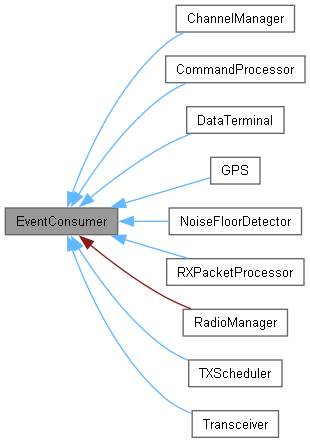 ChannelManager
CommandProcessor
DataTerminal
GPS
EventConsumer
NoiseFloorDetector
RXPacketProcessor
RadioManager
TXScheduler
Transceiver